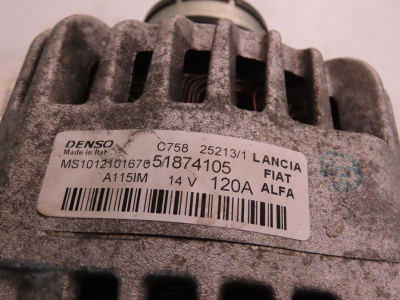 DENSO C758 25213/1 LANCIA
Made in Italy
MS1012101670 51874105 FIAT
A115IM 14 V 120A ALFA